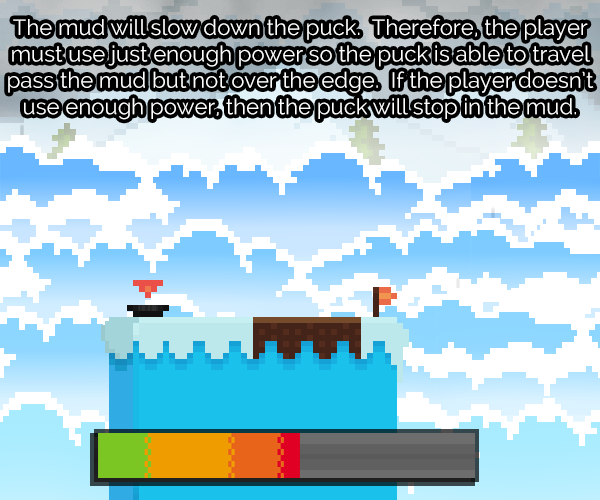 The mud will slow down the puck.  Therefore, the player
must use just enough power so the puck is able to travel
pass the mud but not over the edge.  If the player doesn't
use enough power, then the puck will stop in the mud.